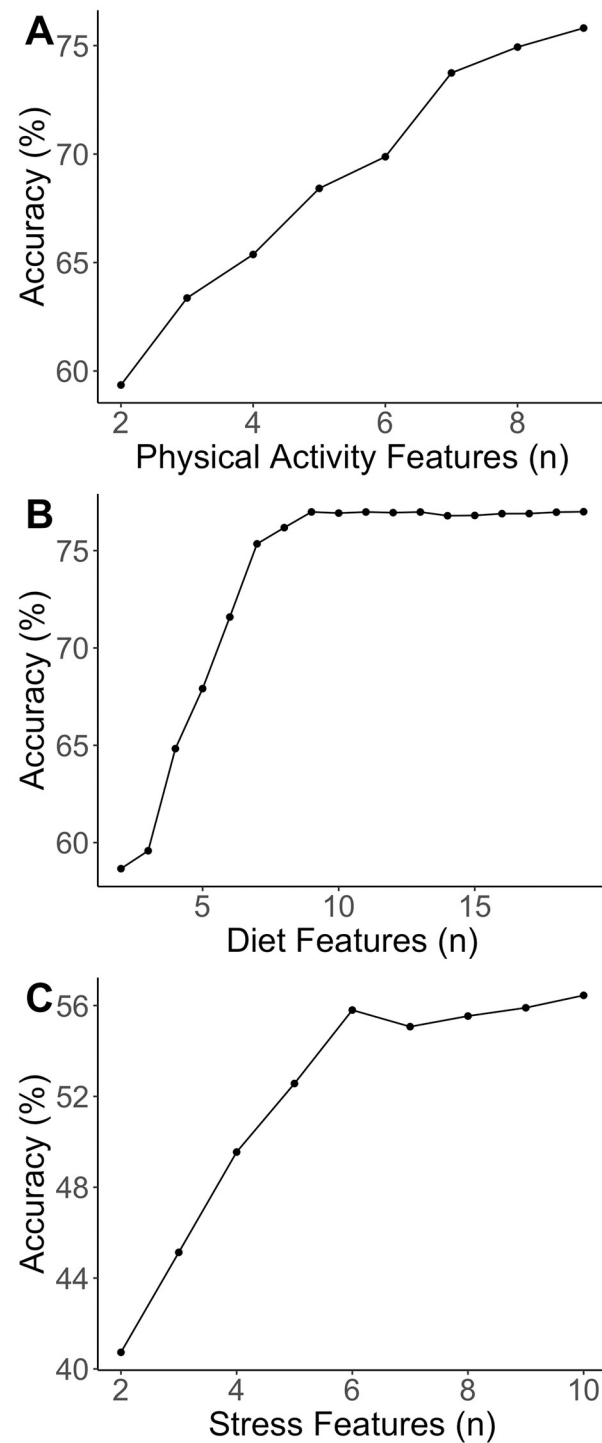 A
75
70
65
60
Accuracy (%)
2 4 6 8
Physical Activity Features (n)
B
75
70
65
60
Accuracy (%)
5 10 15
Diet Features (n)
C
56
52
48
44
40
Accuracy (%)
2 4 6 8 10
Stress Features (n)